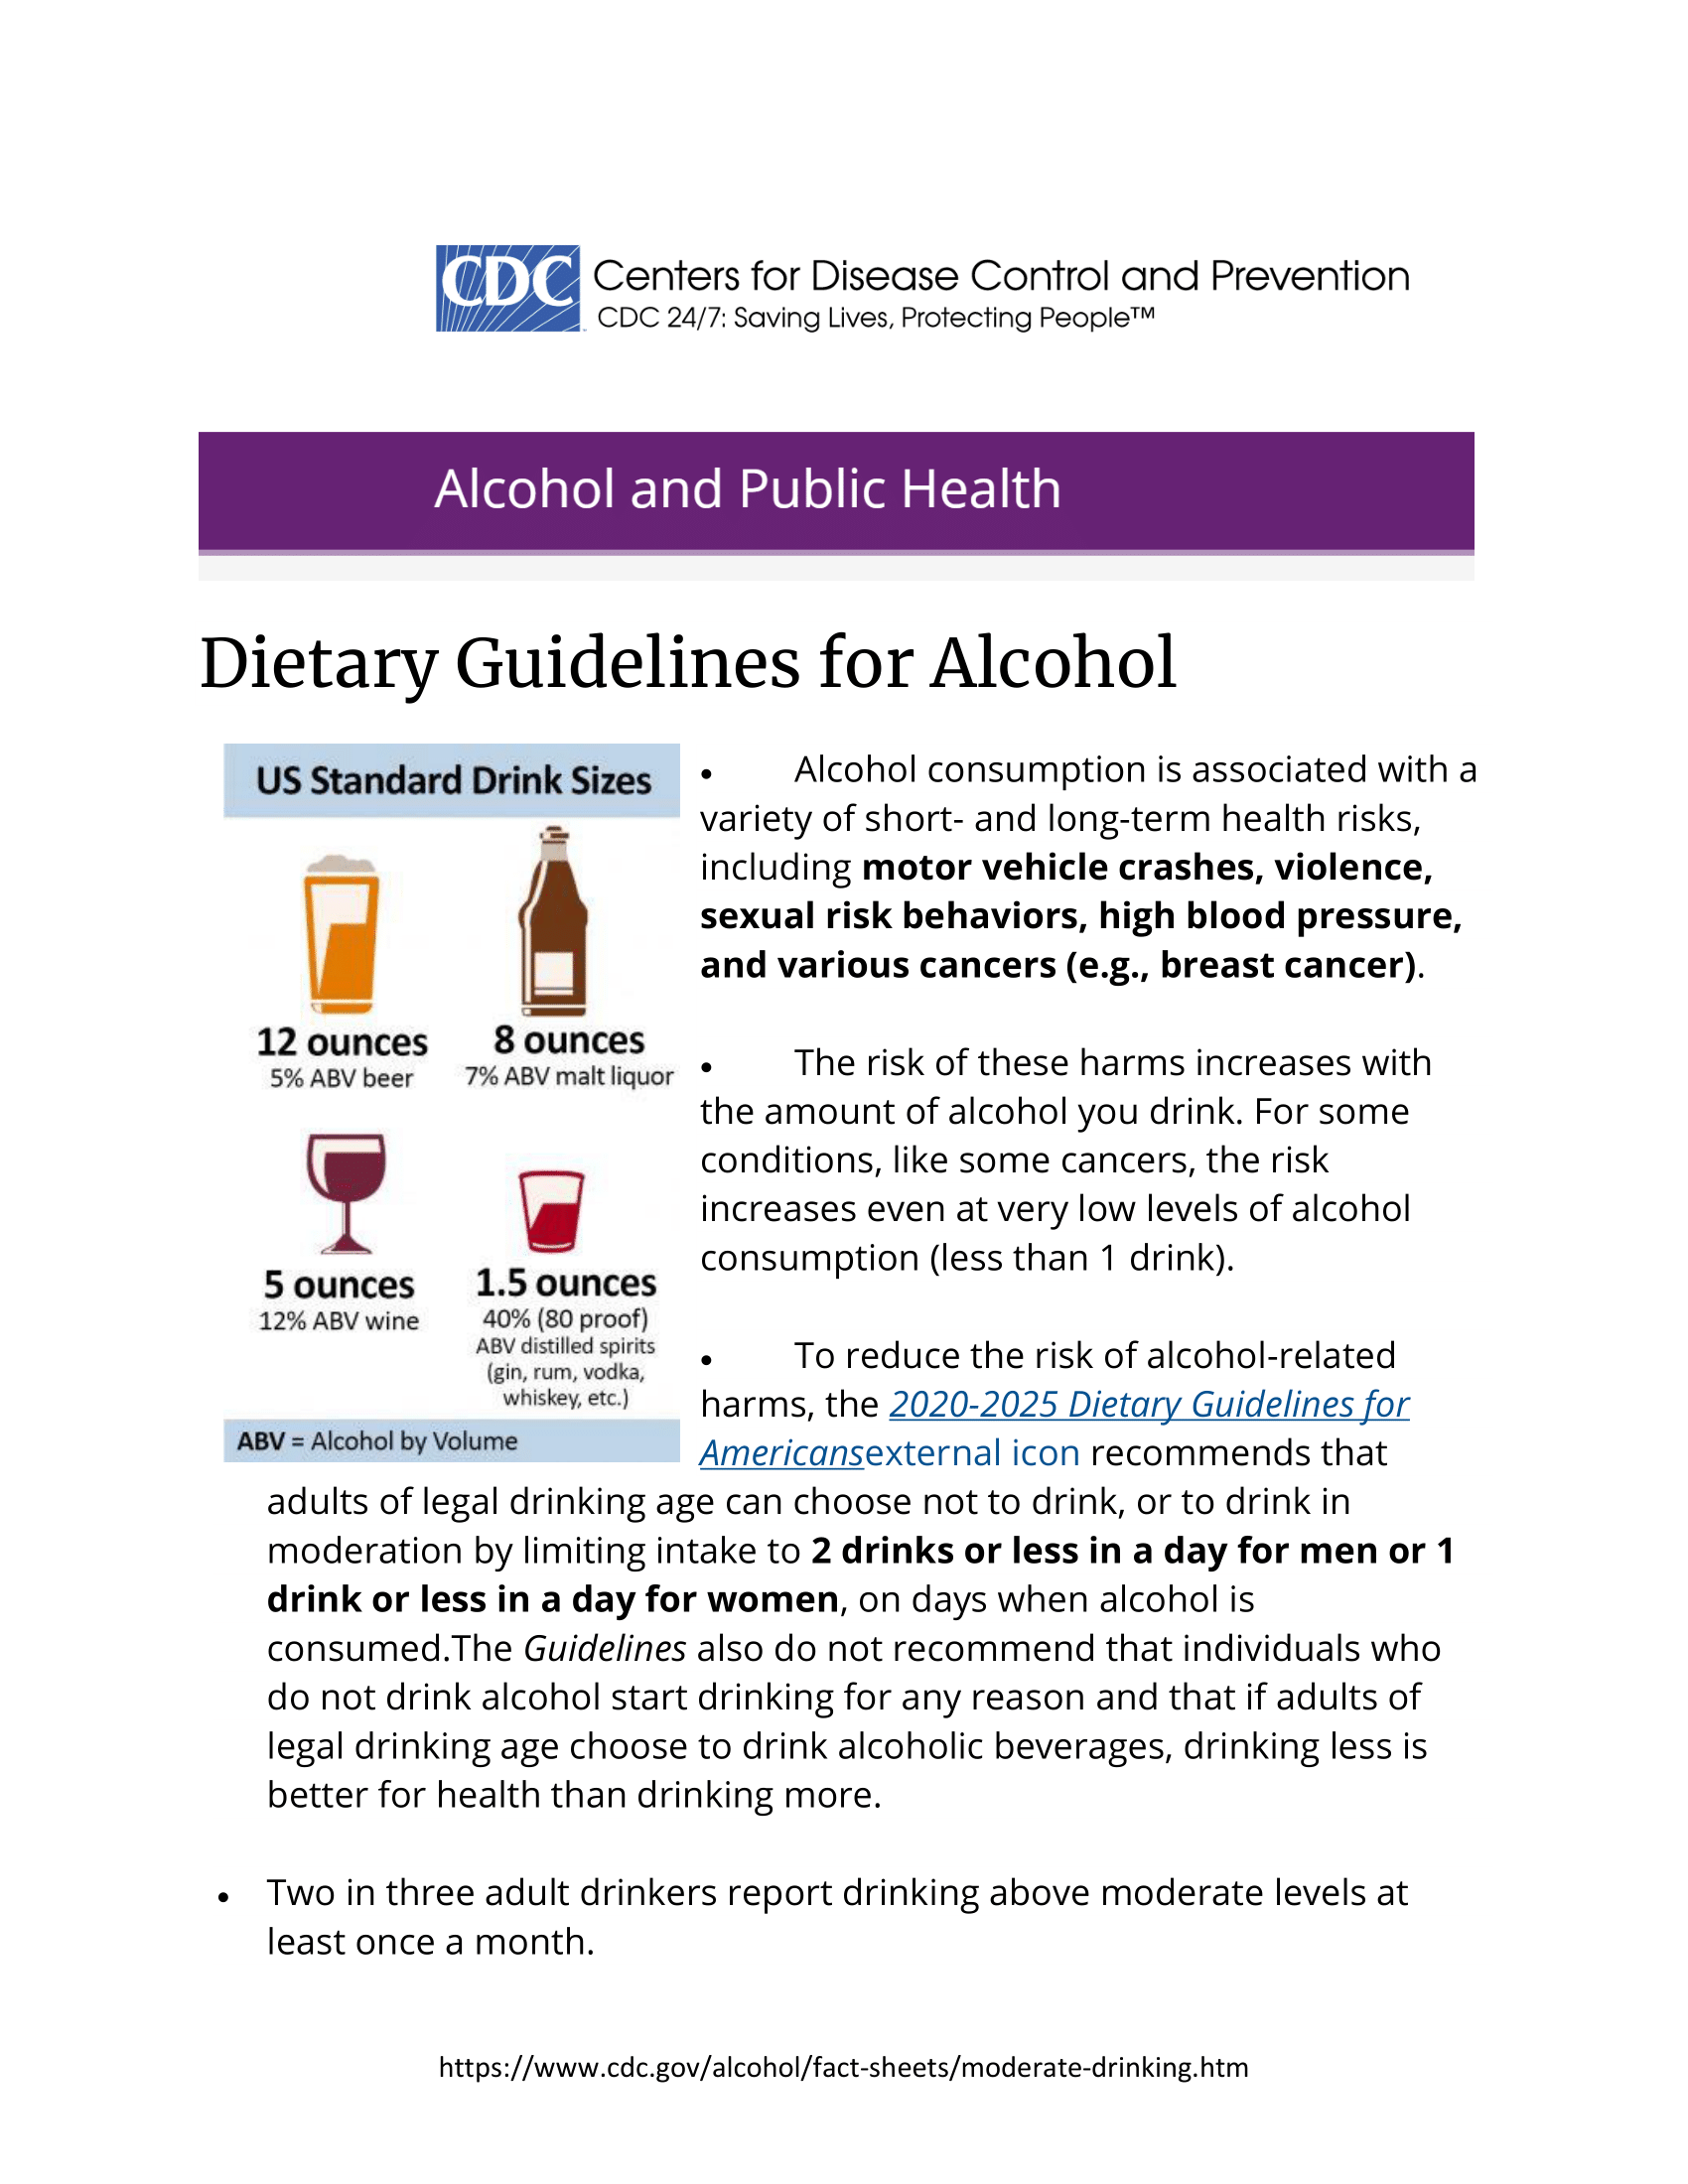 CDC Centers for Disease Control and Prevention
CDC 24/7: Saving Lives, Protecting People™
Alcohol and Public Health
Dietary Guidelines for Alcohol
US Standard Drink Sizes
12 ounces
5% ABV beer
8 ounces
7% ABV malt liquor
5 ounces
12% ABV wine
1.5 ounces
40% (80 proof)
ABV distilled spirits
(gin, rum, vodka,
whiskey, etc.)
ABV = Alcohol by Volume
• Alcohol consumption is associated with a
variety of short- and long-term health risks,
including motor vehicle crashes, violence,
sexual risk behaviors, high blood pressure,
and various cancers (e.g., breast cancer).
• The risk of these harms increases with
the amount of alcohol you drink. For some
conditions, like some cancers, the risk
increases even at very low levels of alcohol
consumption (less than 1 drink).
• To reduce the risk of alcohol-related
harms, the 2020-2025 Dietary Guidelines for
Americansexternal icon recommends that
adults of legal drinking age can choose not to drink, or to drink in
moderation by limiting intake to 2 drinks or less in a day for men or 1
drink or less in a day for women, on days when alcohol is
consumed.The Guidelines also do not recommend that individuals who
do not drink alcohol start drinking for any reason and that if adults of
legal drinking age choose to drink alcoholic beverages, drinking less is
better for health than drinking more.
• Two in three adult drinkers report drinking above moderate levels at
least once a month.
https://www.cdc.gov/alcohol/fact-sheets/moderate-drinking.htm